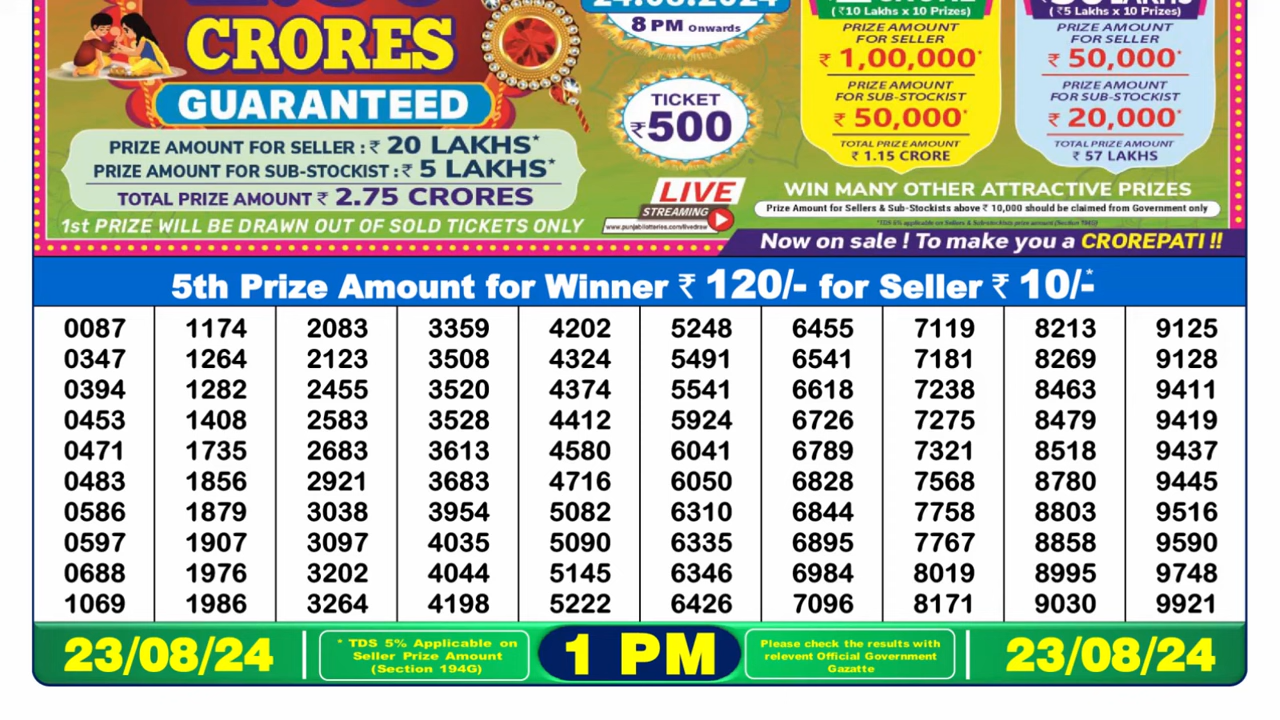 CRORES
GUARANTEED
PRIZE AMOUNT FOR SELLER : ₹ 20 LAKHS*
PRIZE AMOUNT FOR SUB-STOCKIST : ₹ 5 LAKHS*
TOTAL PRIZE AMOUNT ₹ 2.75 CRORES
1st PRIZE WILL BE DRAWN OUT OF SOLD TICKETS ONLY
8 PM Onwards
TICKET
₹500
LIVE
STREAMING
www.punjablotteries.com/livedraw
(₹10 Lakhs x 10 Prizes)
PRIZE AMOUNT
FOR SELLER
₹ 1,00,000*
PRIZE AMOUNT
FOR SUB-STOCKIST
₹ 50,000*
TOTAL PRIZE AMOUNT
₹ 1.15 CRORE
(₹5 Lakhs x 10 Prizes)
PRIZE AMOUNT
FOR SELLER
₹ 50,000*
PRIZE AMOUNT
FOR SUB-STOCKIST
₹ 20,000*
TOTAL PRIZE AMOUNT
₹ 57 LAKHS
WIN MANY OTHER ATTRACTIVE PRIZES
Prize Amount for Sellers & Sub-Stockists above ₹ 10,000 should be claimed from Government only
Now on sale ! To make you a CROREPATI !!
5th Prize Amount for Winner ₹ 120/- for Seller ₹ 10/-*
0087 1174 2083 3359 4202 5248 6455 7119 8213 9125
0347 1264 2123 3508 4324 5491 6541 7181 8269 9128
0394 1282 2455 3520 4374 5541 6618 7238 8463 9411
0453 1408 2583 3528 4412 5924 6726 7275 8479 9419
0471 1735 2683 3613 4580 6041 6789 7321 8518 9437
0483 1856 2921 3683 4716 6050 6828 7568 8780 9445
0586 1879 3038 3954 5082 6310 6844 7758 8803 9516
0597 1907 3097 4035 5090 6335 6895 7767 8858 9590
0688 1976 3202 4044 5145 6346 6984 8019 8995 9748
1069 1986 3264 4198 5222 6426 7096 8171 9030 9921
23/08/24
* TDS 5% Applicable on
Seller Prize Amount
(Section 194G)
1 PM
Please check the results with
relevent Official Government
Gazatte
23/08/24